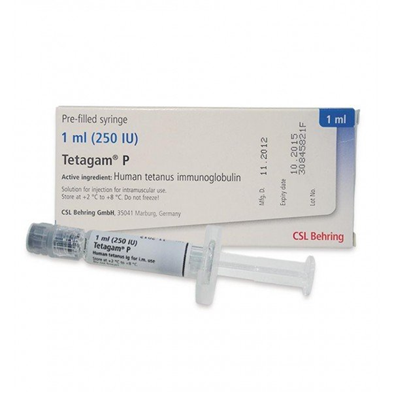 Pre-filled syringe
1 ml
1 ml (250 IU)
Tetagam® P
Active ingredient: Human tetanus immunoglobulin
Solution for injection for intramuscular use.
Store at +2 °C to +8 °C. Do not freeze!
CSL Behring GmbH, 35041 Marburg, Germany
Mfg. D. 11.2012
Expiry date 10.2015
Lot No. 30845821F
CSL Behring
1 ml (250 IU)
Tetagam® P
Human tetanus Ig for i.m. use
Store at +2 °C to +8 °C